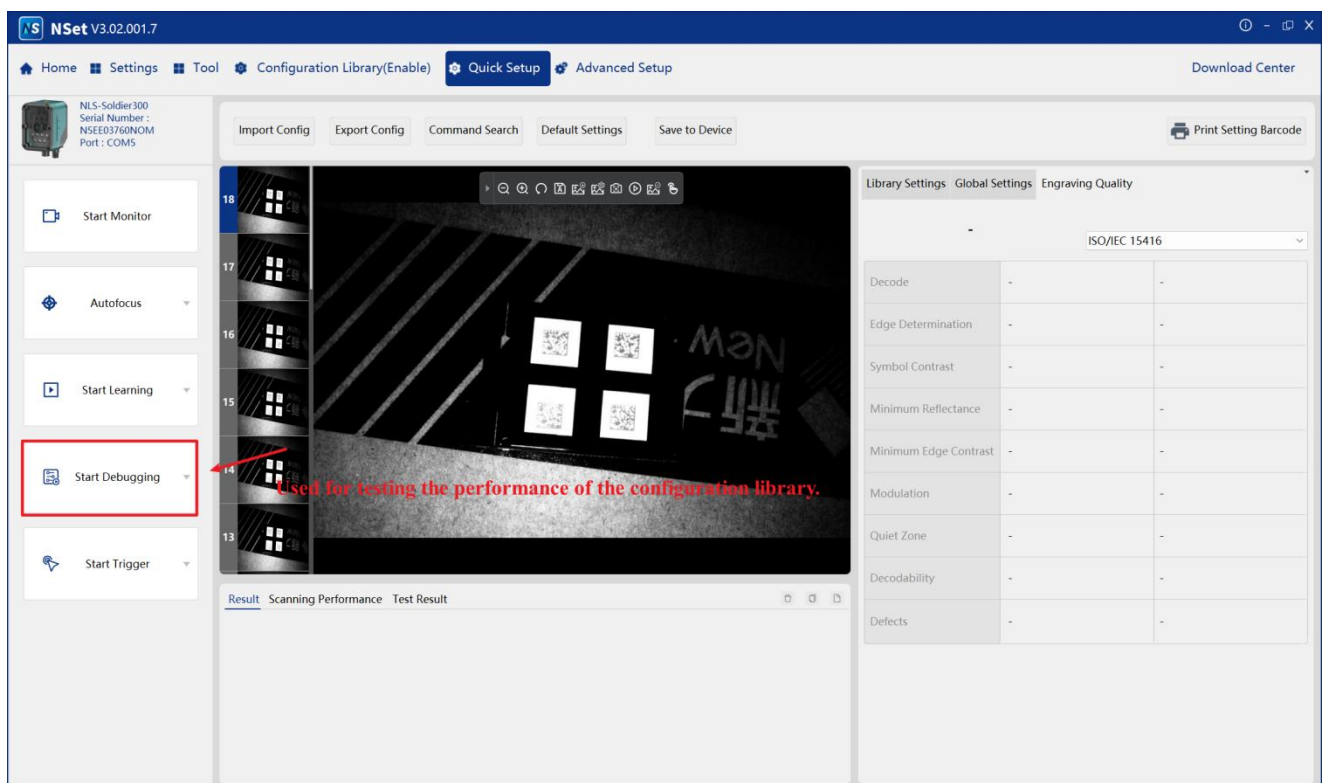 NS NSet V3.02.001.7
Home Settings Tool Configuration Library(Enable) Quick Setup Advanced Setup Download Center
NLS-Soldier300
Serial Number :
NSEE03760NOM
Port : COM5
Import Config Export Config Command Search Default Settings Save to Device Print Setting Barcode
Start Monitor
Autofocus
Start Learning
Start Debugging
Start Trigger
18
17
16
15
14
13
New
Used for testing the performance of the configuration library.
Result Scanning Performance Test Result
Library Settings Global Settings Engraving Quality
-
ISO/IEC 15416
Decode - -
Edge Determination - -
Symbol Contrast - -
Minimum Reflectance - -
Minimum Edge Contrast - -
Modulation - -
Quiet Zone - -
Decodability - -
Defects - -